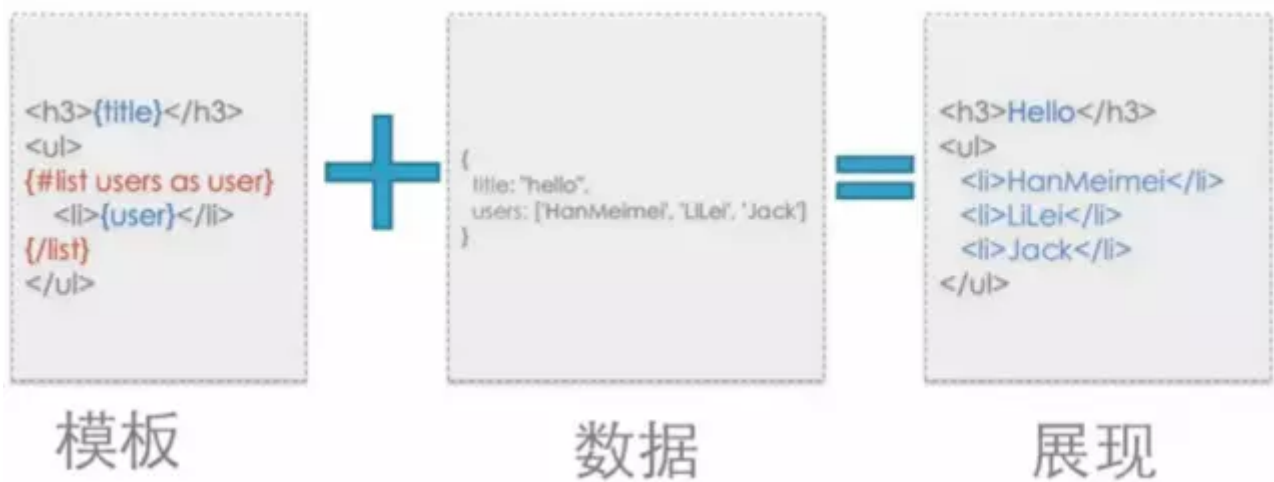 <h3>{title}</h3>
<ul>
{#list users as user}
<li>{user}</li>
{/list}
</ul>
{
title: "hello",
users: ['HanMeimei', 'LiLei', 'Jack']
}
<h3>Hello</h3>
<ul>
<li>HanMeimei</li>
<li>LiLei</li>
<li>Jack</li>
</ul>
模板
数据
展现